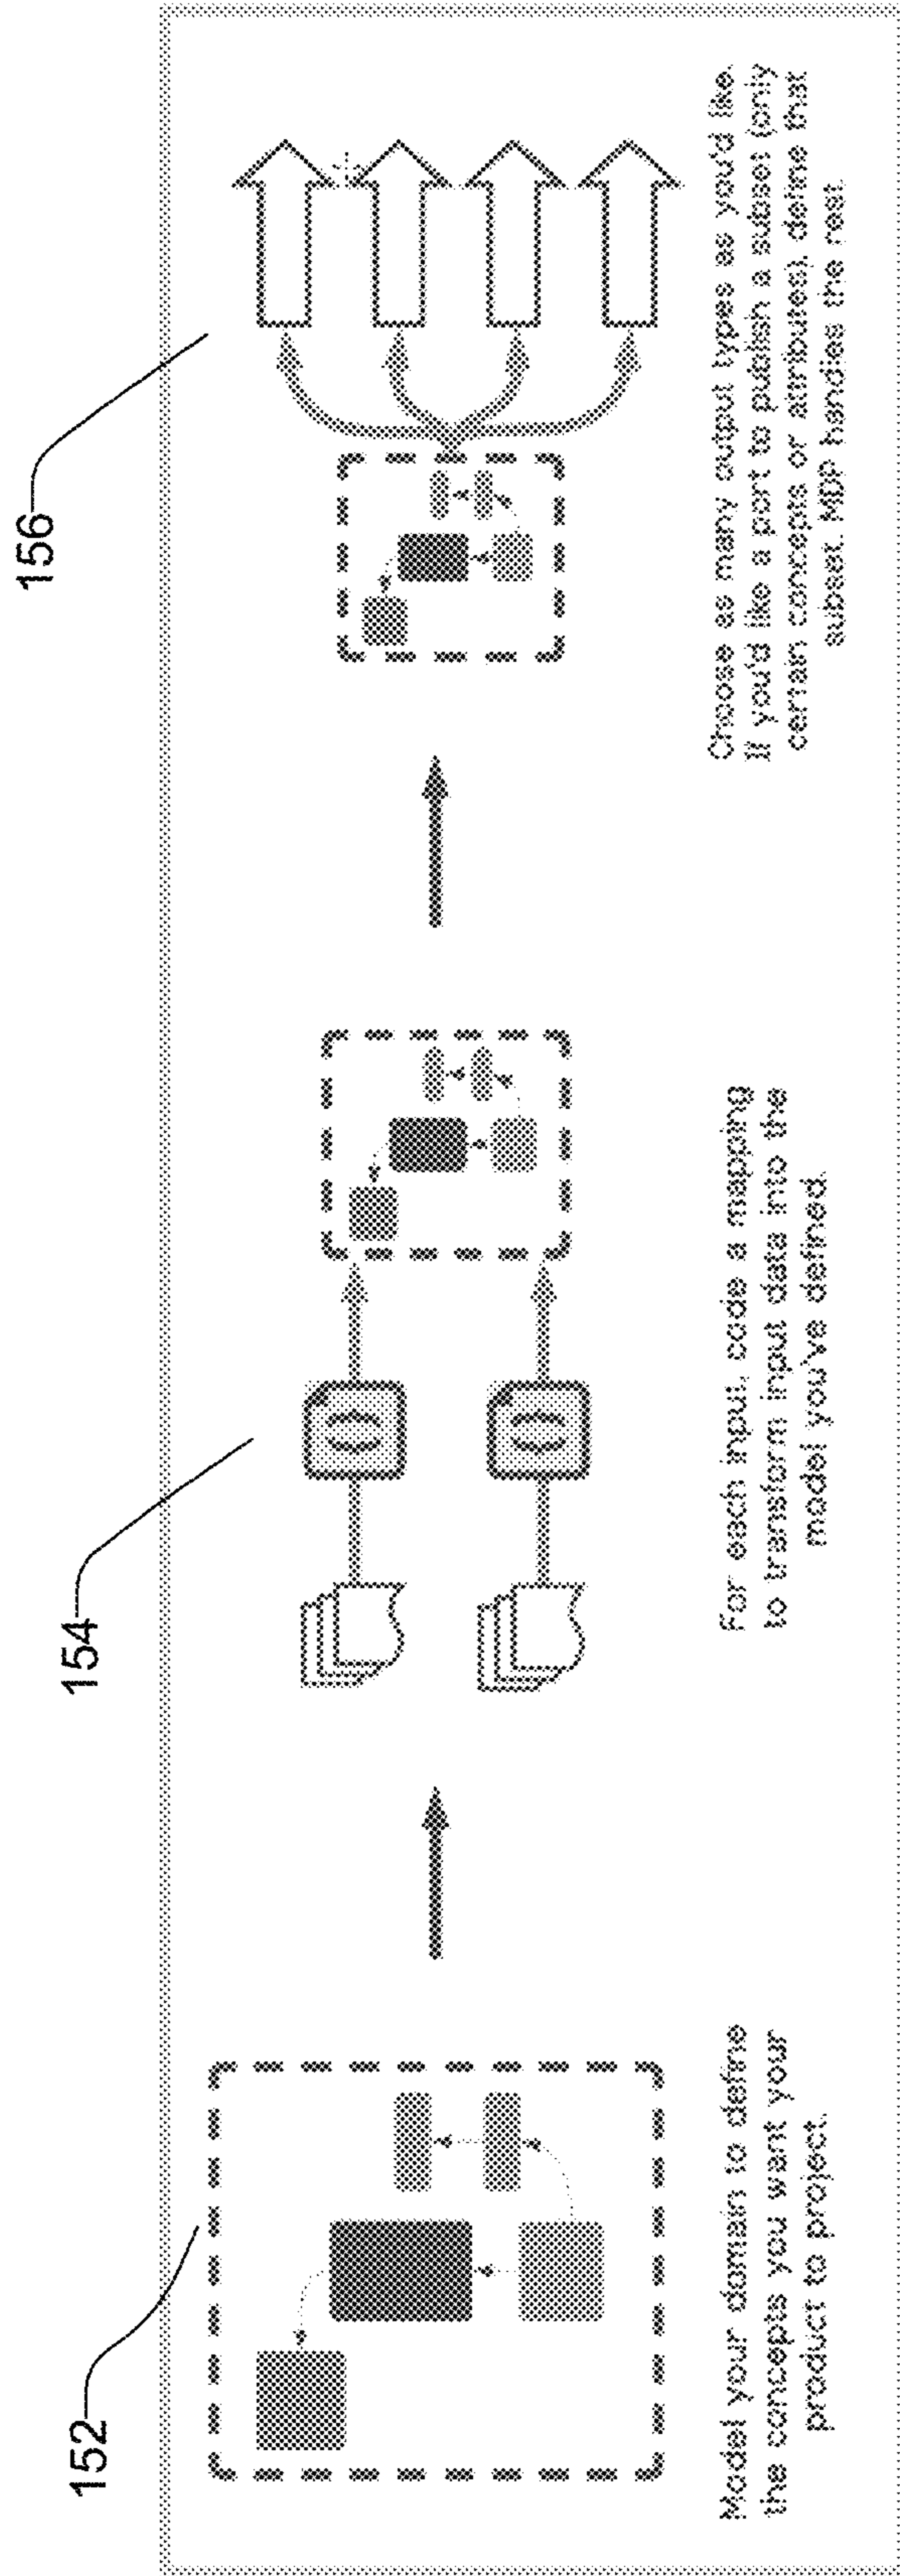 152
154
156
Model your domain to define
the concepts you want your
product to project.
For each input, code a mapping
to transform input data into the
model you've defined.
Choose as many output types as you'd like.
If you'd like a port to publish a subset (only
certain concepts or attributes), define that
subset. MDP handles the rest.